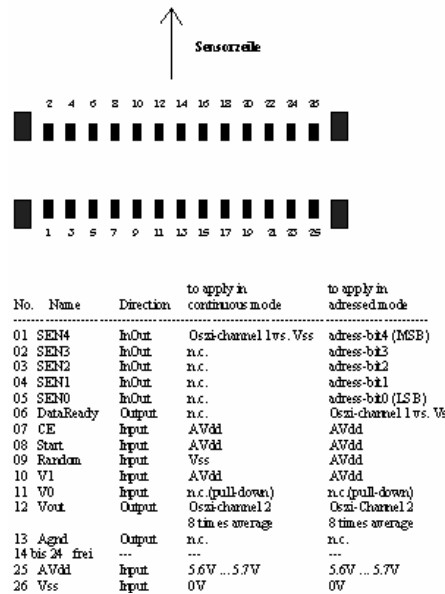 Sensorzeile
2 4 6 8 10 12 14 16 18 20 22 24 26
1 3 5 7 9 11 13 15 17 19 21 23 25
to apply in to apply in
No. Name Direction continuous mode adressed mode
01 SEN4 InOut Oszi-channel 1 vs. Vss adress-bit4 (MSB)
02 SEN3 InOut n.c. adress-bit3
03 SEN2 InOut n.c. adress-bit2
04 SEN1 InOut n.c. adress-bit1
05 SEN0 InOut n.c. adress-bit0 (LSB)
06 DataReady Output n.c. Oszi-channel 1 vs. Vs
07 CE Input AVdd AVdd
08 Start Input AVdd AVdd
09 Random Input Vss AVdd
10 V1 Input AVdd AVdd
11 V0 Input n.c.(pull-down) n.c.(pull-down)
12 Vout Output Oszi-channel 2 Oszi-Channel 2
8 times average 8 times average
13 Agnd Output n.c. n.c.
14 bis 24 frei --- --- ---
25 AVdd Input 5.6V ... 5.7V 5.6V ... 5.7V
26 Vss Input 0V 0V